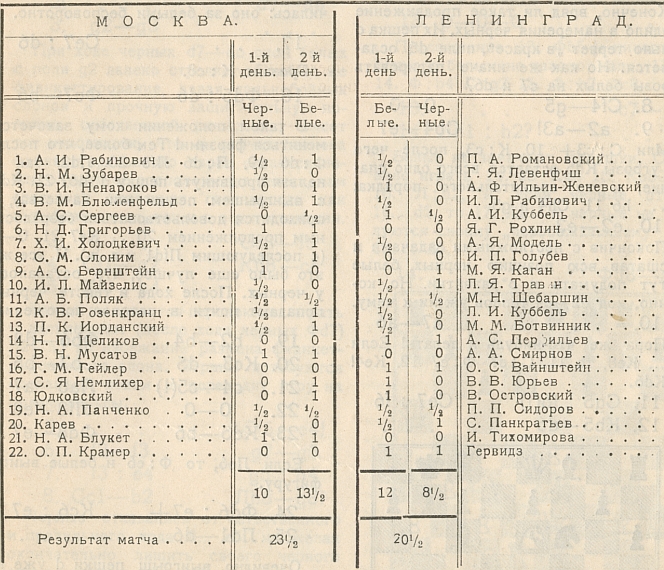 МОСКВА. ЛЕНИНГРАД.
1-й день. 2-й день. 1-й день. 2-й день.
Черные. Белые. Белые. Черные.
1. А. И. Рабинович . . . . ½ 1 ½ 0 П. А. Романовский . . .
2. Н. М. Зубарев . . . . ½ 0 ½ 1 Г. Я. Левенфиш . . . .
3. В. И. Ненароков . . . . 0 1 1 0 А. Ф. Ильин-Женевский
4. В. М. Блюменфельд . . ½ 1 ½ 0 И. Л. Рабинович . . . .
5. А. С. Сергеев . . . . . 0 ½ 1 ½ А. И. Куббель . . . . .
6. Н. Д. Григорьев . . . . 1 1 0 0 Я. Г. Рохлин . . . . .
7. Х. И. Холодкевич . . . ½ 1 ½ 0 А. Я. Модель . . . . .
8. С. М. Слоним . . . . . 1 1 0 0 И. П. Голубев . . . . .
9. А. С. Бернштейн . . . . 1 0 0 1 М. Я. Каган . . . . . .
10. И. Л. Майзелис . . . . ½ 0 ½ 1 Л. Я. Травин . . . . .
11. А. Б. Поляк . . . . . ½ ½ ½ ½ М. Н. Шебаршин . . . .
12 К. В. Розенкранц . . . ½ 1 ½ 0 Л. И. Куббель . . . . .
13. П. К. Иорданский . . . ½ 1 ½ 0 М. М. Ботвинник . . . .
14 Н. П. Целиков . . . . . 0 0 1 1 А. С. Перфильев . . . .
15. В. Н. Мусатов . . . . . 0 1 1 0 А. А. Смирнов . . . . .
16. Г. М. Гейлер . . . . . 0 0 1 1 О. С. Вайнштейн . . . .
17. С. Я Немлихер . . . . 0 1 1 0 В. В. Юрьев . . . . . .
18. Юдковский . . . . . . 0 1 1 0 В. Островский . . . . .
19. Н. А. Панченко . . . . ½ ½ ½ ½ П. П. Сидоров . . . . .
20. Карев . . . . . . . . ½ 0 ½ 1 С. Панкратьев . . . . .
21. Н. А. Блукет . . . . . 1 1 0 0 И. Тихомирова . . . . .
22. О. П. Крамер . . . . . 0 0 1 1 Гервидз . . . . . . . .
10 13½ 12 8½
Результат матча . . . . . 23½ 20½